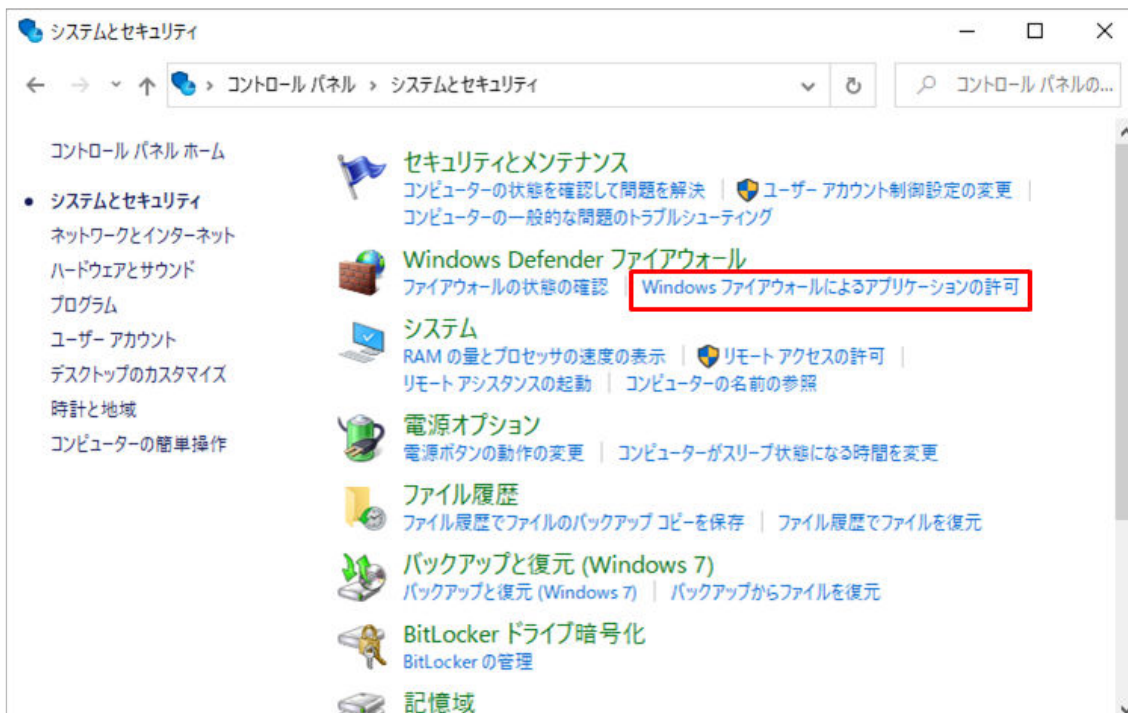 システムとセキュリティ
コントロール パネル › システムとセキュリティ
コントロール パネルの...
コントロール パネル ホーム
システムとセキュリティ
ネットワークとインターネット
ハードウェアとサウンド
プログラム
ユーザー アカウント
デスクトップのカスタマイズ
時計と地域
コンピューターの簡単操作
セキュリティとメンテナンス
コンピューターの状態を確認して問題を解決 | ユーザー アカウント制御設定の変更 |
コンピューターの一般的な問題のトラブルシューティング
Windows Defender ファイアウォール
ファイアウォールの状態の確認 | Windows ファイアウォールによるアプリケーションの許可
システム
RAM の量とプロセッサの速度の表示 | リモート アクセスの許可 |
リモート アシスタンスの起動 | コンピューターの名前の参照
電源オプション
電源ボタンの動作の変更 | コンピューターがスリープ状態になる時間を変更
ファイル履歴
ファイル履歴でファイルのバックアップ コピーを保存 | ファイル履歴でファイルを復元
バックアップと復元 (Windows 7)
バックアップと復元 (Windows 7) | バックアップからファイルを復元
BitLocker ドライブ暗号化
BitLocker の管理
記憶域